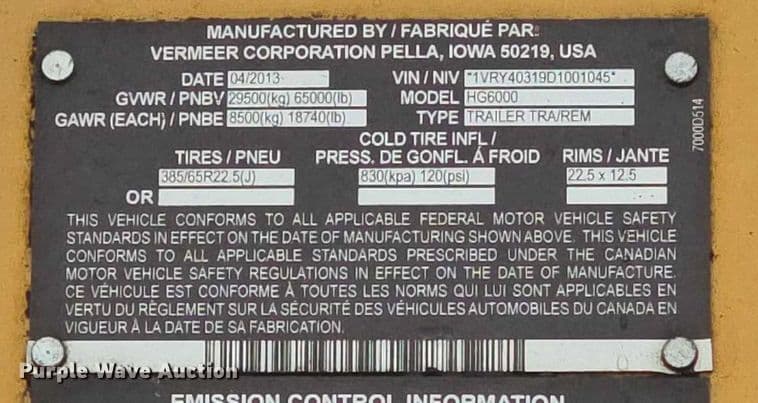 MANUFACTURED BY / FABRIQUÉ PAR:
VERMEER CORPORATION PELLA, IOWA 50219, USA
DATE 04/2013 VIN / NIV *1VRY40319D1001045*
GVWR / PNBV 29500(kg) 65000(lb) MODEL HG6000
GAWR (EACH) / PNBE 8500(kg) 18740(lb) TYPE TRAILER TRA/REM
COLD TIRE INFL /
TIRES / PNEU PRESS. DE GONFL. Á FROID RIMS / JANTE
385/65R22.5(J) 830(kpa) 120(psi) 22.5 x 12.5
OR
7000D514
THIS VEHICLE CONFORMS TO ALL APPLICABLE FEDERAL MOTOR VEHICLE SAFETY
STANDARDS IN EFFECT ON THE DATE OF MANUFACTURING SHOWN ABOVE. THIS VEHICLE
CONFORMS TO ALL APPLICABLE STANDARDS PRESCRIBED UNDER THE CANADIAN
MOTOR VEHICLE SAFETY REGULATIONS IN EFFECT ON THE DATE OF MANUFACTURE.
CE VÉHICULE EST CONFORME À TOUTES LES NORMS QUI LUI SONT APPLICABLES EN
VERTU DU RÈGLEMENT SUR LA SÉCURITÉ DES VÉHICULES AUTOMOBILES DU CANADA EN
VIGUEUR À LA DATE DE SA FABRICATION.
Purple Wave Auction
EMISSION CONTROL INFORMATION